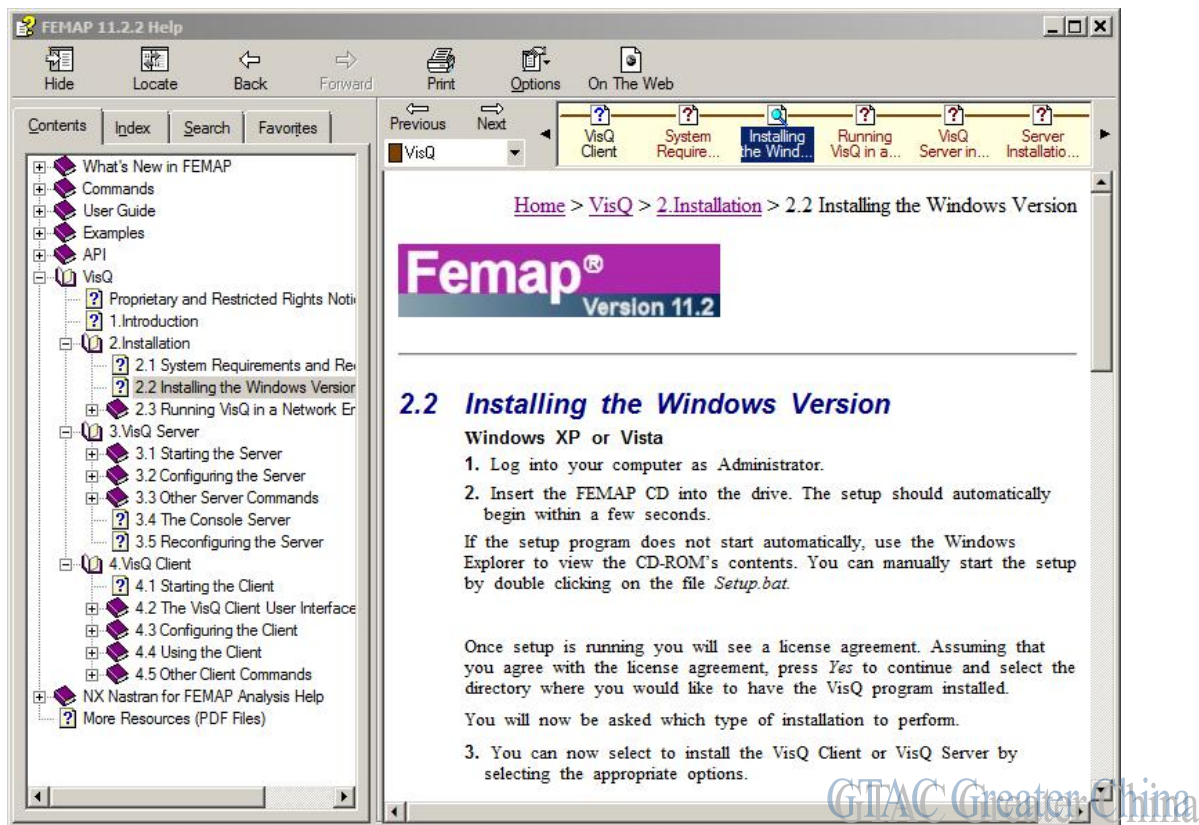 FEMAP 11.2.2 Help
Hide Locate Back Forward Print Options On The Web
Contents Index Search Favorites
What's New in FEMAP
Commands
User Guide
Examples
API
VisQ
Proprietary and Restricted Rights Noti
1.Introduction
2.Installation
2.1 System Requirements and Re
2.2 Installing the Windows Version
2.3 Running VisQ in a Network Er
3.VisQ Server
3.1 Starting the Server
3.2 Configuring the Server
3.3 Other Server Commands
3.4 The Console Server
3.5 Reconfiguring the Server
4.VisQ Client
4.1 Starting the Client
4.2 The VisQ Client User Interface
4.3 Configuring the Client
4.4 Using the Client
4.5 Other Client Commands
NX Nastran for FEMAP Analysis Help
More Resources (PDF Files)
Previous Next
VisQ
VisQ Client
System Require...
Installing the Wind...
Running VisQ in a...
VisQ Server in...
Server Installatio...
Home > VisQ > 2.Installation > 2.2 Installing the Windows Version
Femap®
Version 11.2
2.2 Installing the Windows Version
Windows XP or Vista
1. Log into your computer as Administrator.
2. Insert the FEMAP CD into the drive. The setup should automatically
begin within a few seconds.
If the setup program does not start automatically, use the Windows
Explorer to view the CD-ROM's contents. You can manually start the setup
by double clicking on the file Setup.bat.
Once setup is running you will see a license agreement. Assuming that
you agree with the license agreement, press Yes to continue and select the
directory where you would like to have the VisQ program installed.
You will now be asked which type of installation to perform.
3. You can now select to install the VisQ Client or VisQ Server by
selecting the appropriate options.
GTAC Greater China